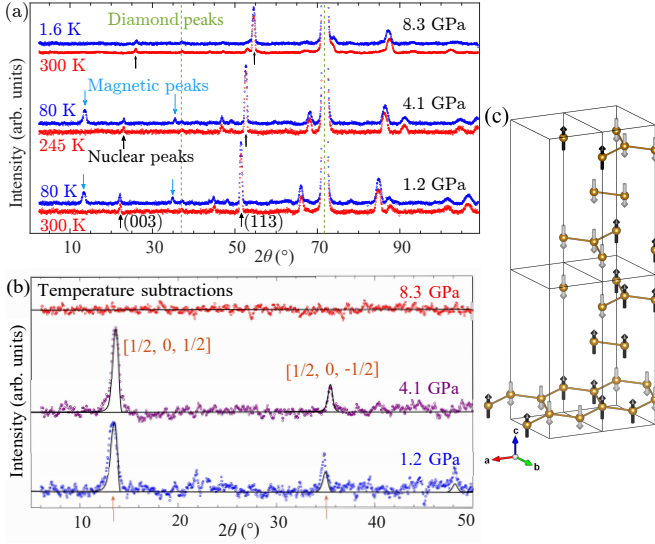 (a)
Diamond peaks
1.6 K
8.3 GPa
300 K
Magnetic peaks
80 K
4.1 GPa
245 K
Nuclear peaks
80 K
1.2 GPa
300 K
(003)
(113)
Intensity (arb. units)
10 30 50 70 90
2θ (°)
(b) Temperature subtractions
8.3 GPa
[1/2, 0, 1/2]
[1/2, 0, -1/2]
4.1 GPa
1.2 GPa
Intensity (arb. units)
10 20 30 40 50
2θ (°)
(c)
c
a
b